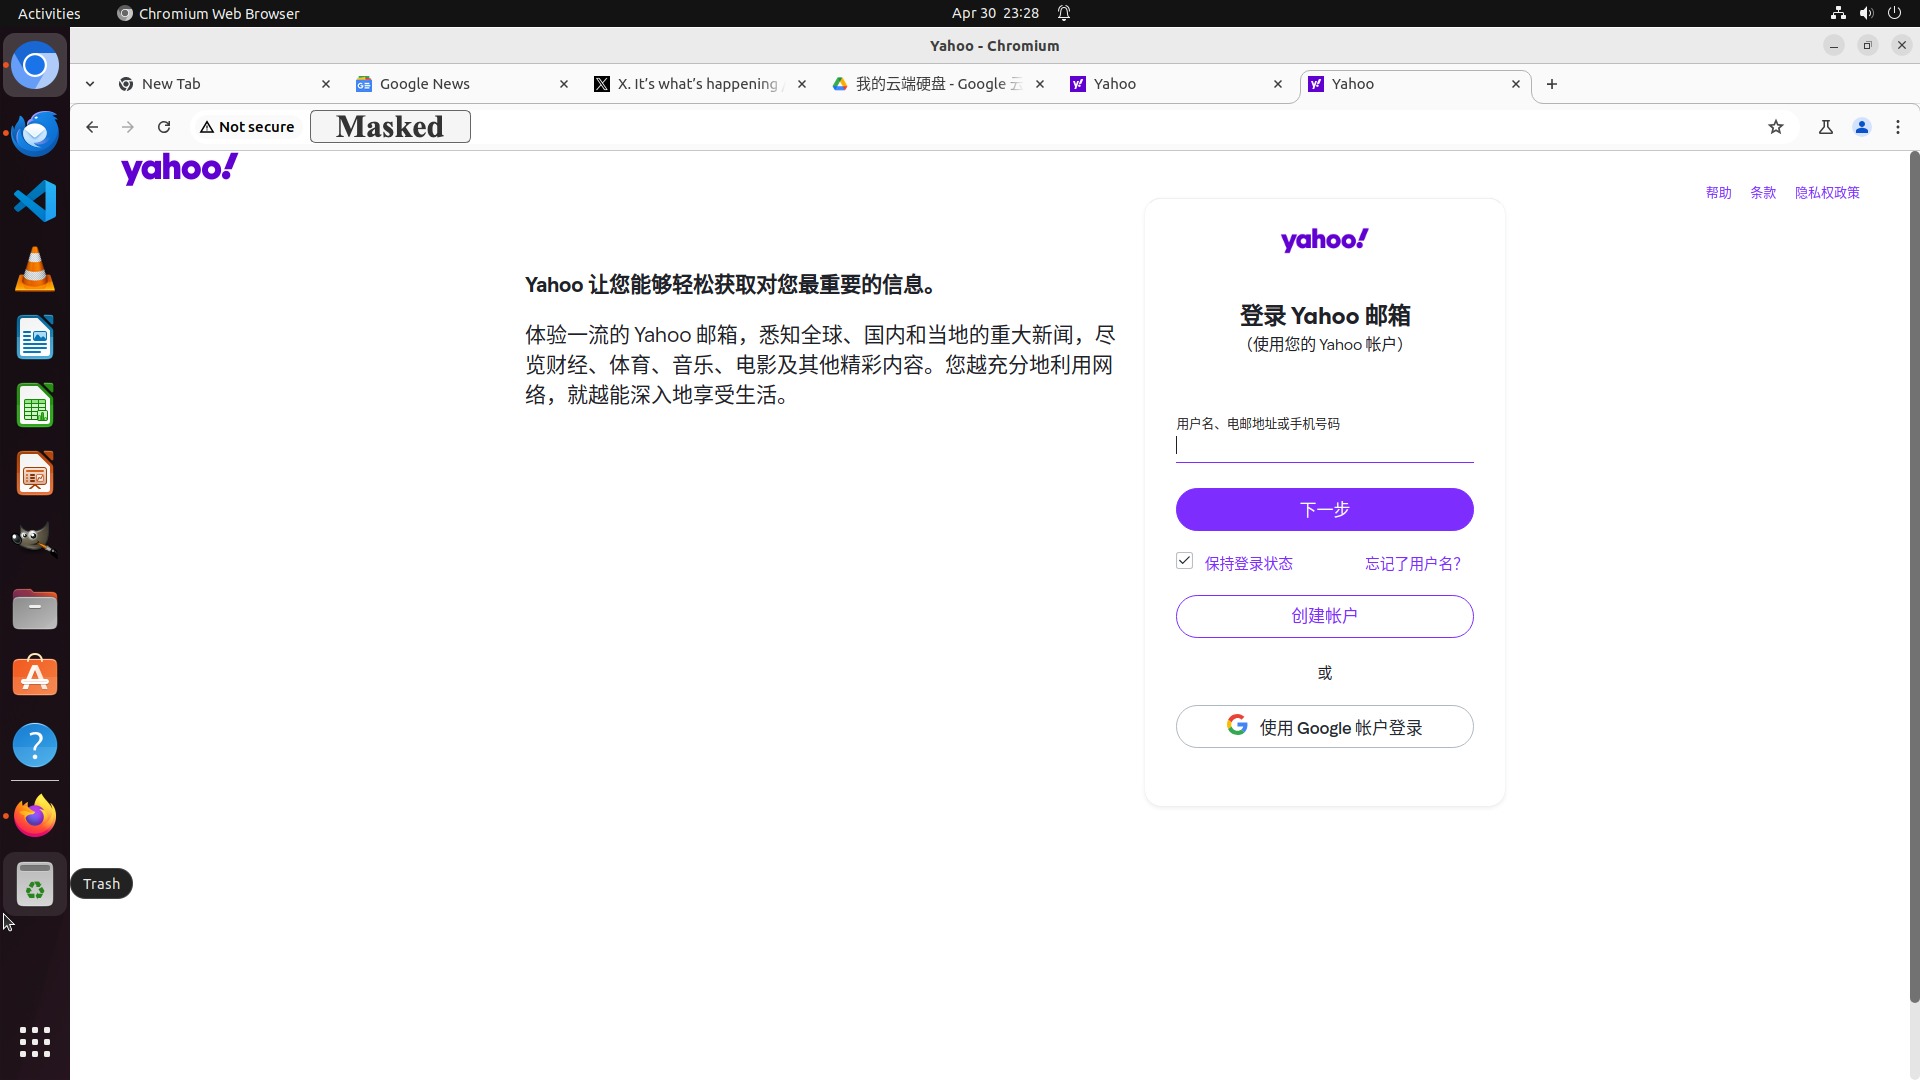 Activities
Chromium Web Browser
Apr 30 23:28
Yahoo - Chromium
New Tab
Google News
X. It's what's happening
我的云端硬盘 - Google 云
Yahoo
Yahoo
Not secure
Masked
yahoo!
帮助
条款
隐私权政策
yahoo!
Yahoo 让您能够轻松获取对您最重要的信息。
体验一流的 Yahoo 邮箱，悉知全球、国内和当地的重大新闻，尽
览财经、体育、音乐、电影及其他精彩内容。您越充分地利用网
络，就越能深入地享受生活。
登录 Yahoo 邮箱
（使用您的 Yahoo 帐户）
用户名、电邮地址或手机号码
下一步
保持登录状态
忘记了用户名？
创建帐户
或
使用 Google 帐户登录
Trash